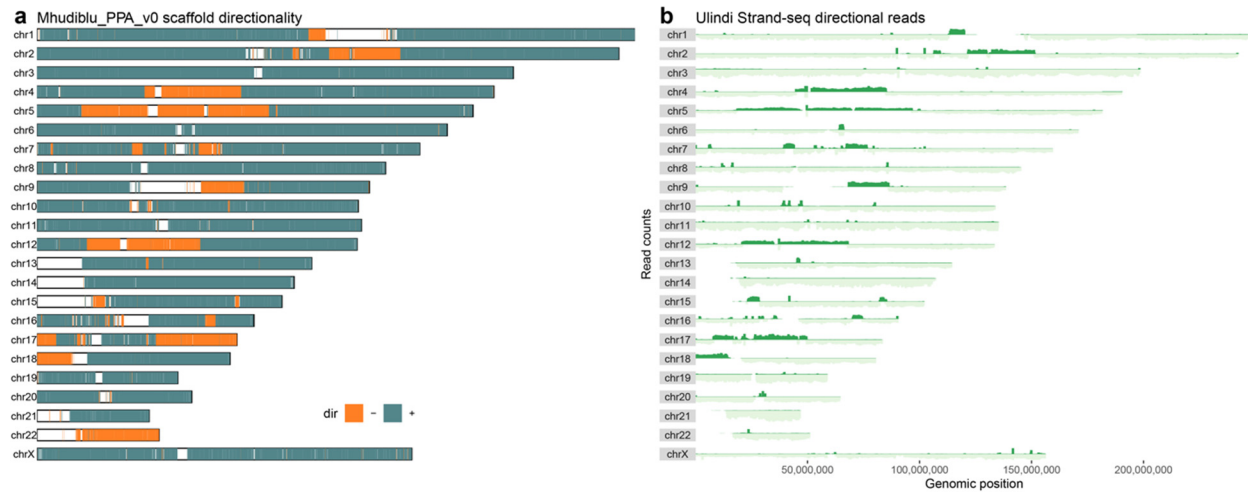 a Mhudiblu_PPA_v0 scaffold directionality
chr1
chr2
chr3
chr4
chr5
chr6
chr7
chr8
chr9
chr10
chr11
chr12
chr13
chr14
chr15
chr16
chr17
chr18
chr19
chr20
chr21
chr22
chrX
dir - +
b Ulindi Strand-seq directional reads
Read counts
chr1
chr2
chr3
chr4
chr5
chr6
chr7
chr8
chr9
chr10
chr11
chr12
chr13
chr14
chr15
chr16
chr17
chr18
chr19
chr20
chr21
chr22
chrX
50,000,000 100,000,000 150,000,000 200,000,000
Genomic position